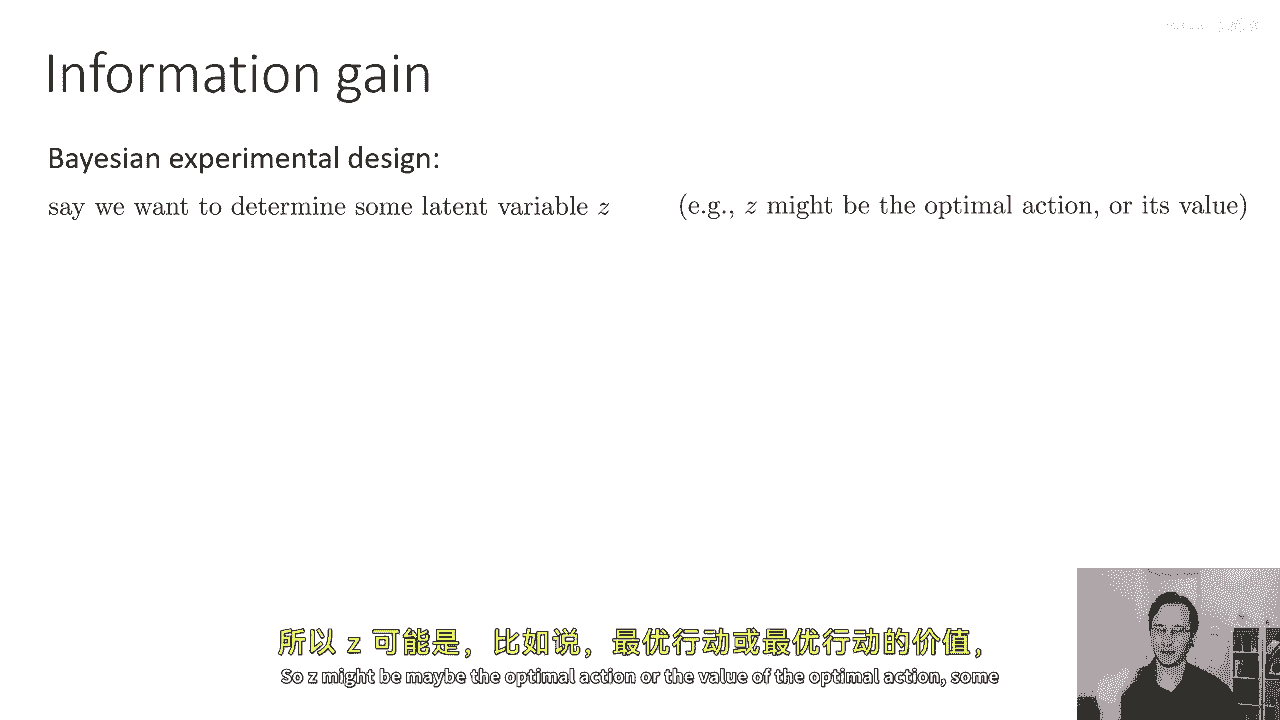 Information gain
Bayesian experimental design:
say we want to determine some latent variable z (e.g., z might be the optimal action, or its value)
所以 z 可能是，比如说，最优行动或最优行动的价值，
So z might be maybe the optimal action or the value of the optimal action, some